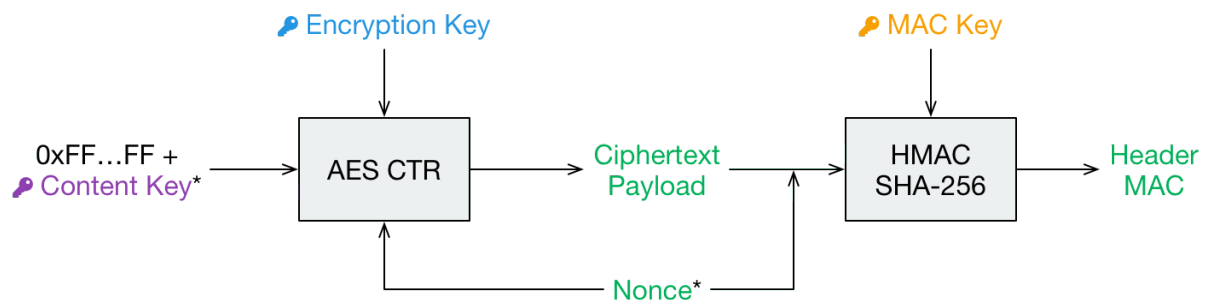 Encryption Key
MAC Key
0xFF…FF +
Content Key*
AES CTR
Ciphertext
Payload
HMAC
SHA-256
Header
MAC
Nonce*